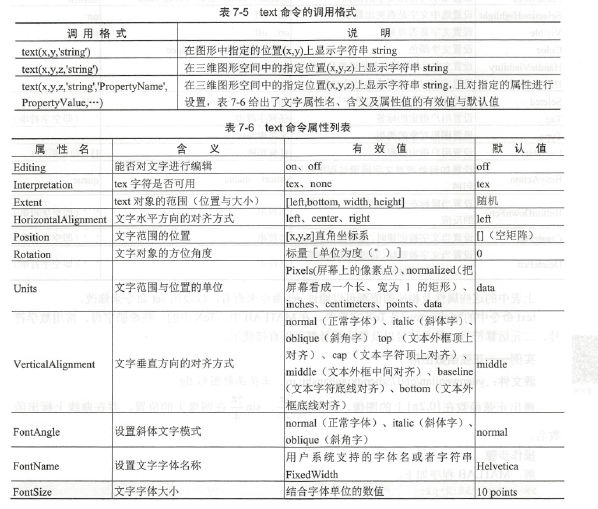 表 7-5 text 命令的调用格式
调 用 格 式 说 明
text(x,y,'string') 在图形中指定的位置(x,y)上显示字符串 string
text(x,y,z,'string') 在三维图形空间中的指定位置(x,y,z)上显示字符串 string
text(x,y,z,'string','PropertyName', 在三维图形空间中的指定位置(x,y,z)上显示字符串 string,且对指定的属性进行
PropertyValue,…) 设置,表 7-6 给出了文字属性名、含义及属性值的有效值与默认值
表 7-6 text 命令属性列表
属 性 名 含 义 有 效 值 默 认 值
Editing 能否对文字进行编辑 on、off off
Interpretation tex 字符是否可用 tex、none tex
Extent text 对象的范围(位置与大小) [left,bottom, width, height] 随机
HorizontalAlignment 文字水平方向的对齐方式 left、center、right left
Position 文字范围的位置 [x,y,z]直角坐标系 [](空矩阵)
Rotation 文字对象的方位角度 标量[单位为度(°)] 0
Pixels(屏幕上的像素点)、normalized(把
Units 文字范围与位置的单位 屏幕看成一个长、宽为 1 的矩形)、 data
inches、centimeters、points、data
normal(正常字体)、italic(斜体字)、
oblique(斜角字)top(文本外框顶上
对齐)、cap(文本字符顶上对齐)、
VerticalAlignment 文字垂直方向的对齐方式 middle(文本外框中间对齐)、baseline middle
(文本字符底线对齐)、bottom(文本外
框底线对齐)
FontAngle 设置斜体文字模式 normal(正常字体)、italic(斜体字)、 normal
oblique(斜角字)
FontName 设置文字字体名称 用户系统支持的字体名或者字符串 Helvetica
FixedWidth
FontSize 文字字体大小 结合字体单位的数值 10 points